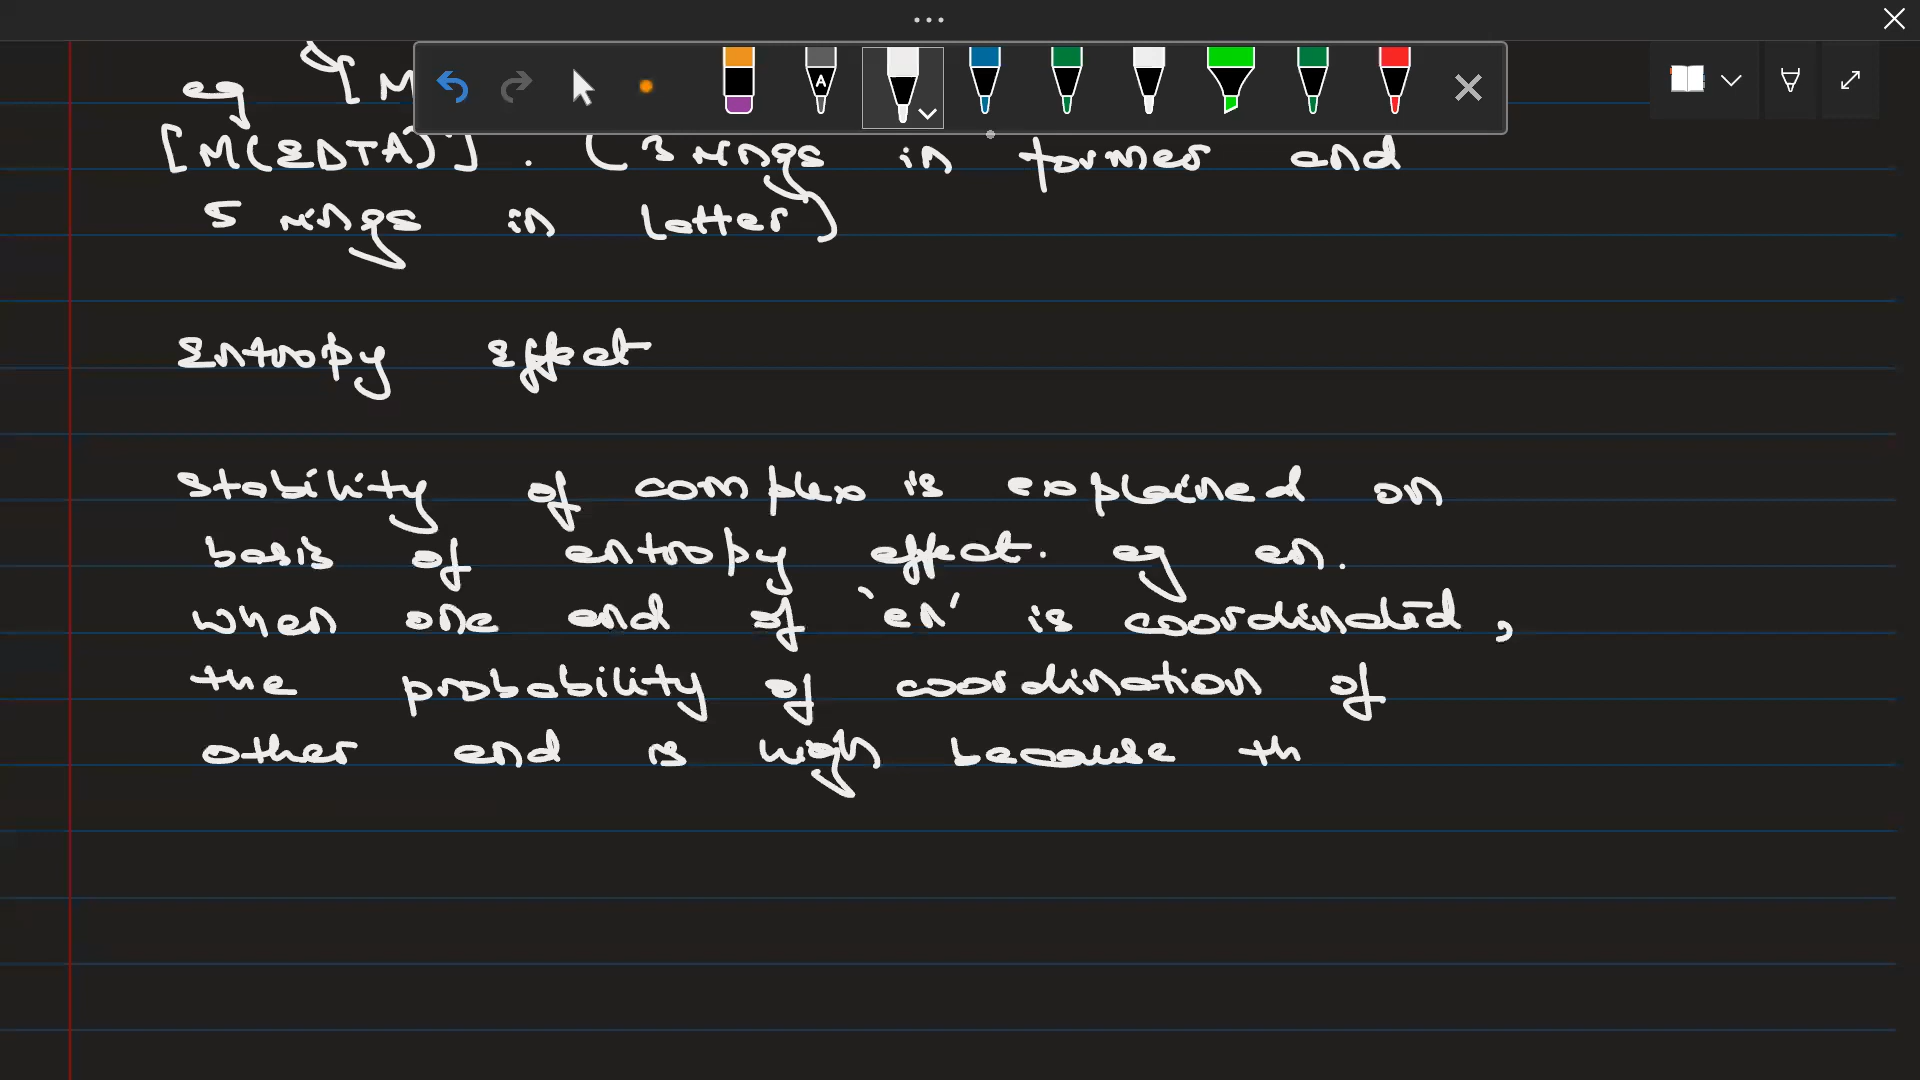 eg [M
[M(EDTA)]. (3 rings in former and
5 rings in latter)
Entropy Effect
Stability of complex is explained on
basis of entropy effect. eg en.
When one end of 'en' is coordinated,
the probability of coordination of
other end is high because th